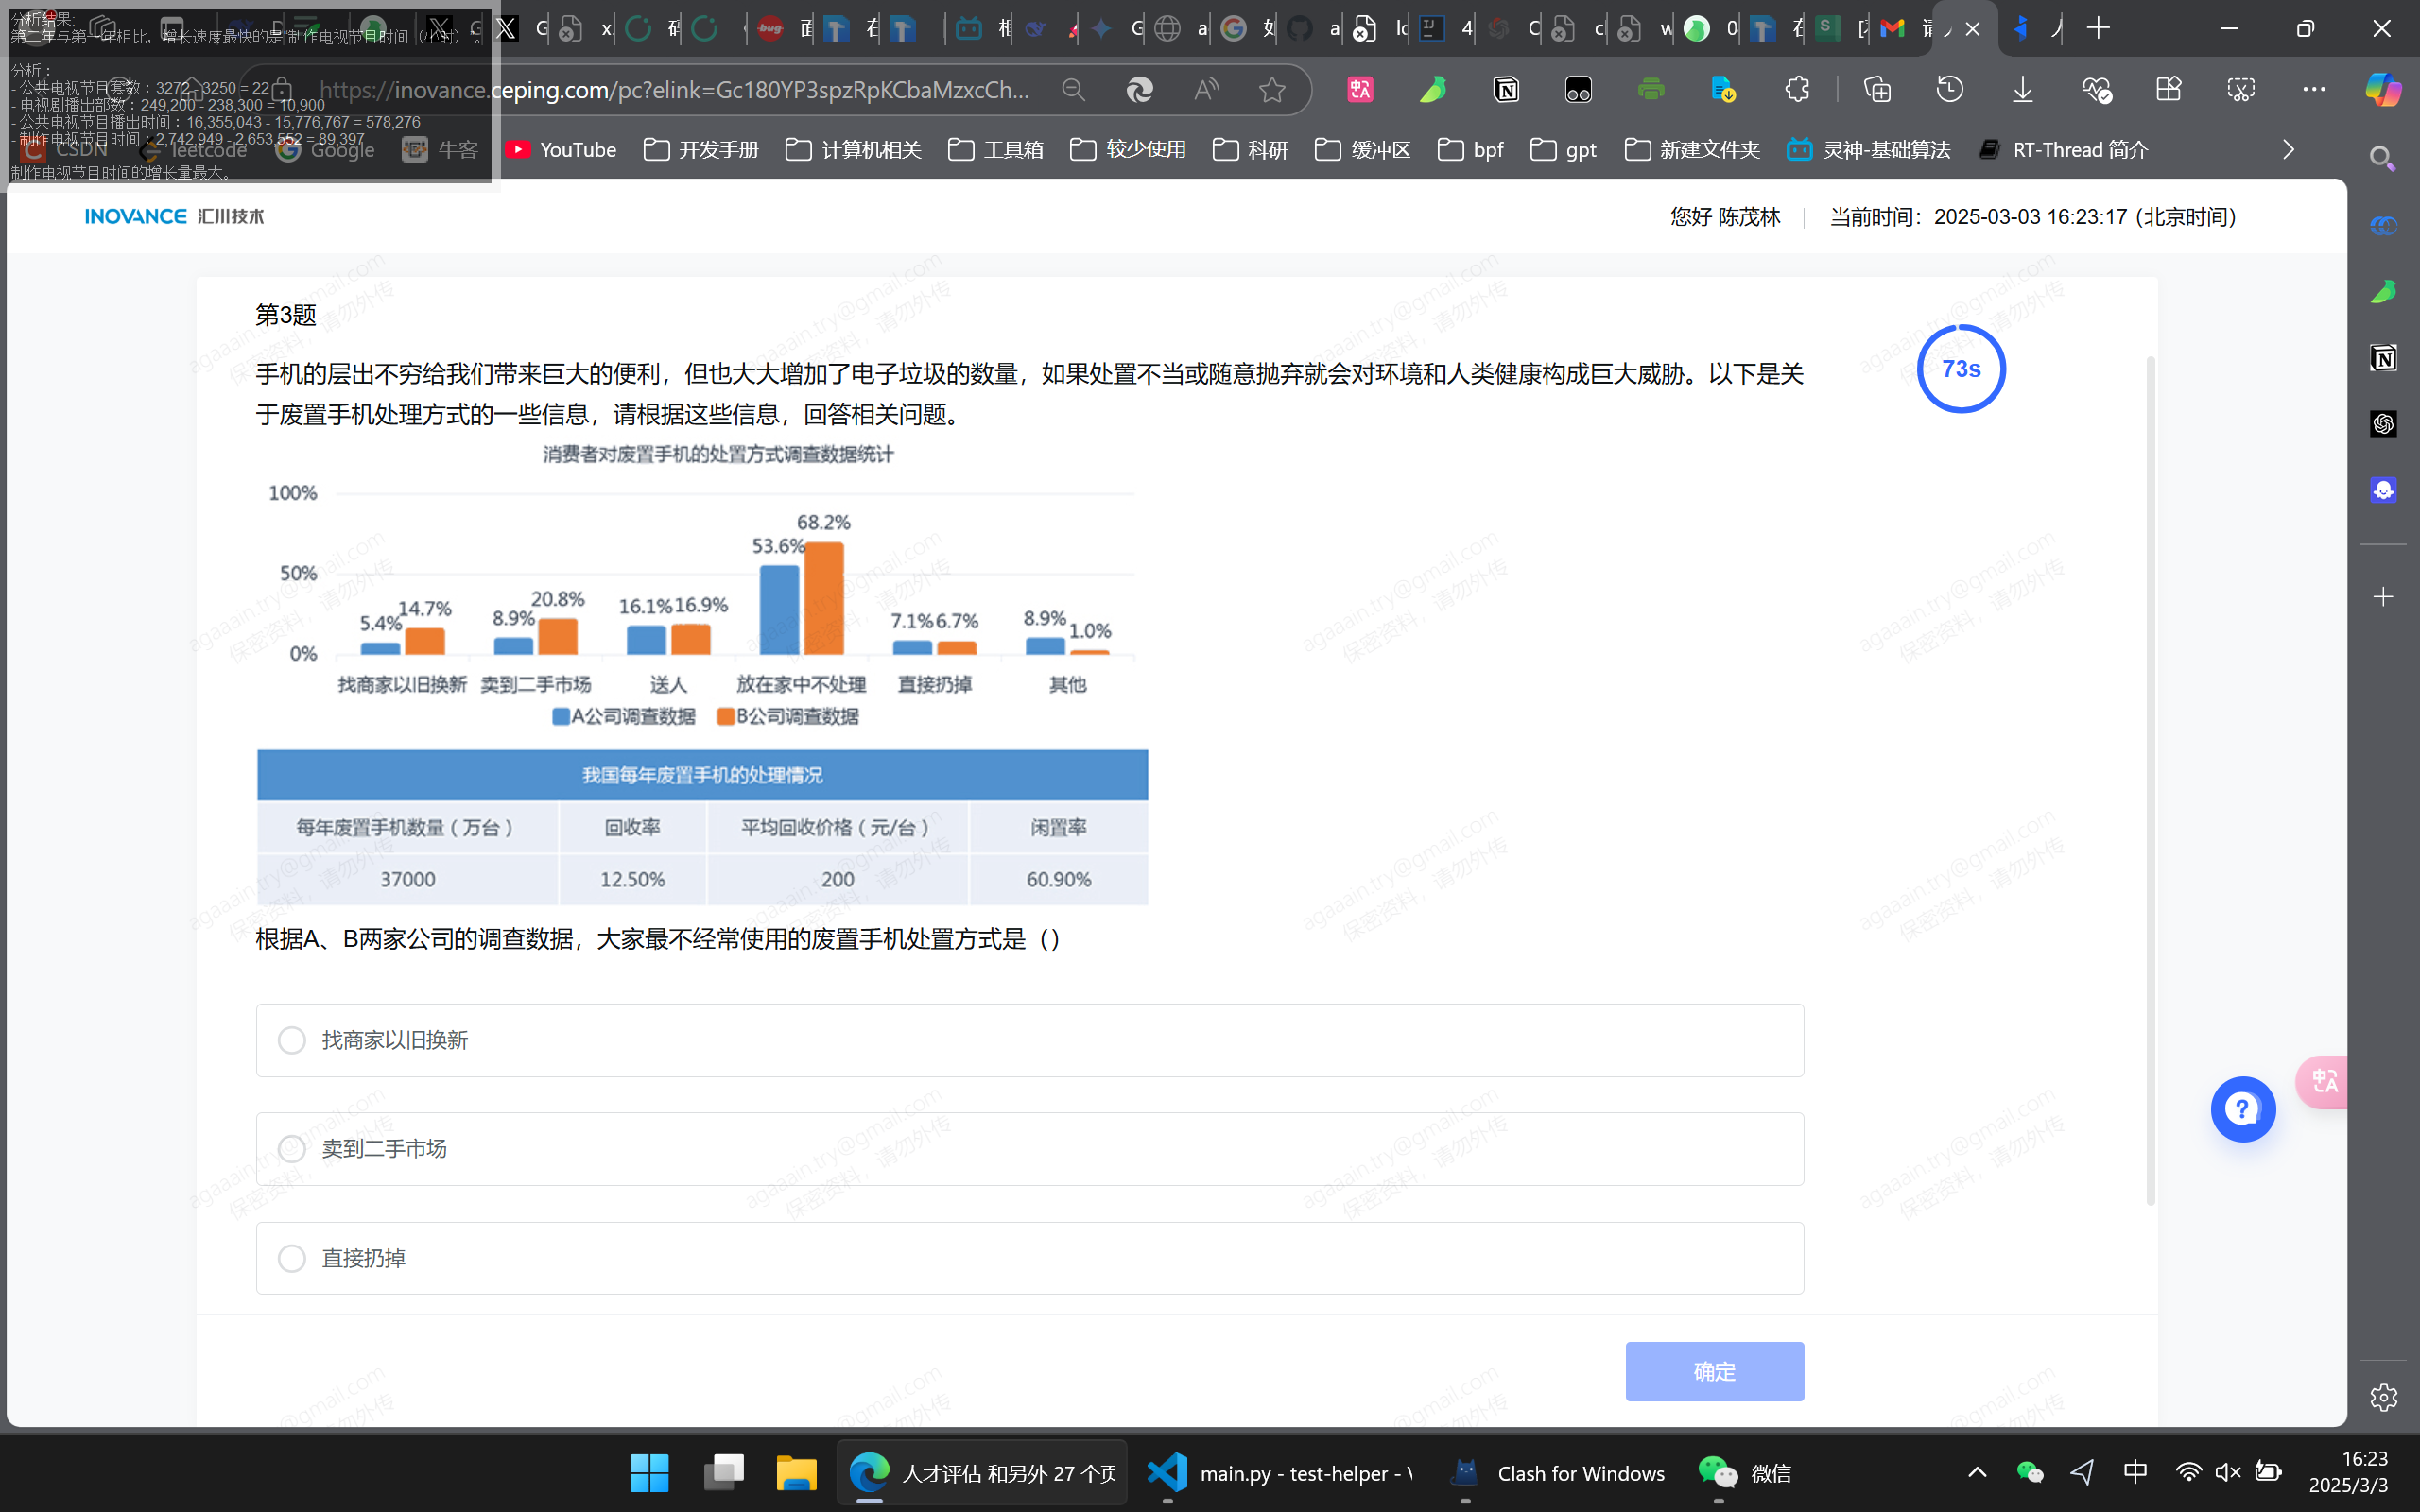 分析结果:
第二年与第一年相比，增长速度最快的是"制作电视节目时间（小时）"。
分析：
- 公共电视节目套数：3272 - 3250 = 22
- 电视剧播出部数：249,200 - 238,300 = 10,900
- 公共电视节目播出时间：16,355,043 - 15,776,767 = 578,276
- 制作电视节目时间：2,742,949 - 2,653,552 = 89,397
制作电视节目时间的增长量最大。
https://inovance.ceping.com/pc?elink=Gc180YP3spzRpKCbaMzxcCh...
CSDN
leetcode
Google
牛客
YouTube
开发手册
计算机相关
工具箱
较少使用
科研
缓冲区
bpf
gpt
新建文件夹
灵神-基础算法
RT-Thread 简介
INOVANCE 汇川技术
您好 陈茂林
当前时间：2025-03-03 16:23:17 (北京时间)
第3题
73s
手机的层出不穷给我们带来巨大的便利，但也大大增加了电子垃圾的数量，如果处置不当或随意抛弃就会对环境和人类健康构成巨大威胁。以下是关
于废置手机处理方式的一些信息，请根据这些信息，回答相关问题。
消费者对废置手机的处置方式调查数据统计
100%
50%
0%
5.4% 14.7% 8.9% 20.8% 16.1% 16.9% 53.6% 68.2% 7.1% 6.7% 8.9% 1.0%
找商家以旧换新 卖到二手市场 送人 放在家中不处理 直接扔掉 其他
A公司调查数据 B公司调查数据
我国每年废置手机的处理情况
每年废置手机数量（万台） 回收率 平均回收价格（元/台） 闲置率
37000 12.50% 200 60.90%
根据A、B两家公司的调查数据，大家最不经常使用的废置手机处置方式是（）
找商家以旧换新
卖到二手市场
直接扔掉
确定
agaaain.try@gmail.com
保密资料，请勿外传
人才评估 和另外 27 个页
main.py - test-helper - V
Clash for Windows
微信
中
16:23
2025/3/3